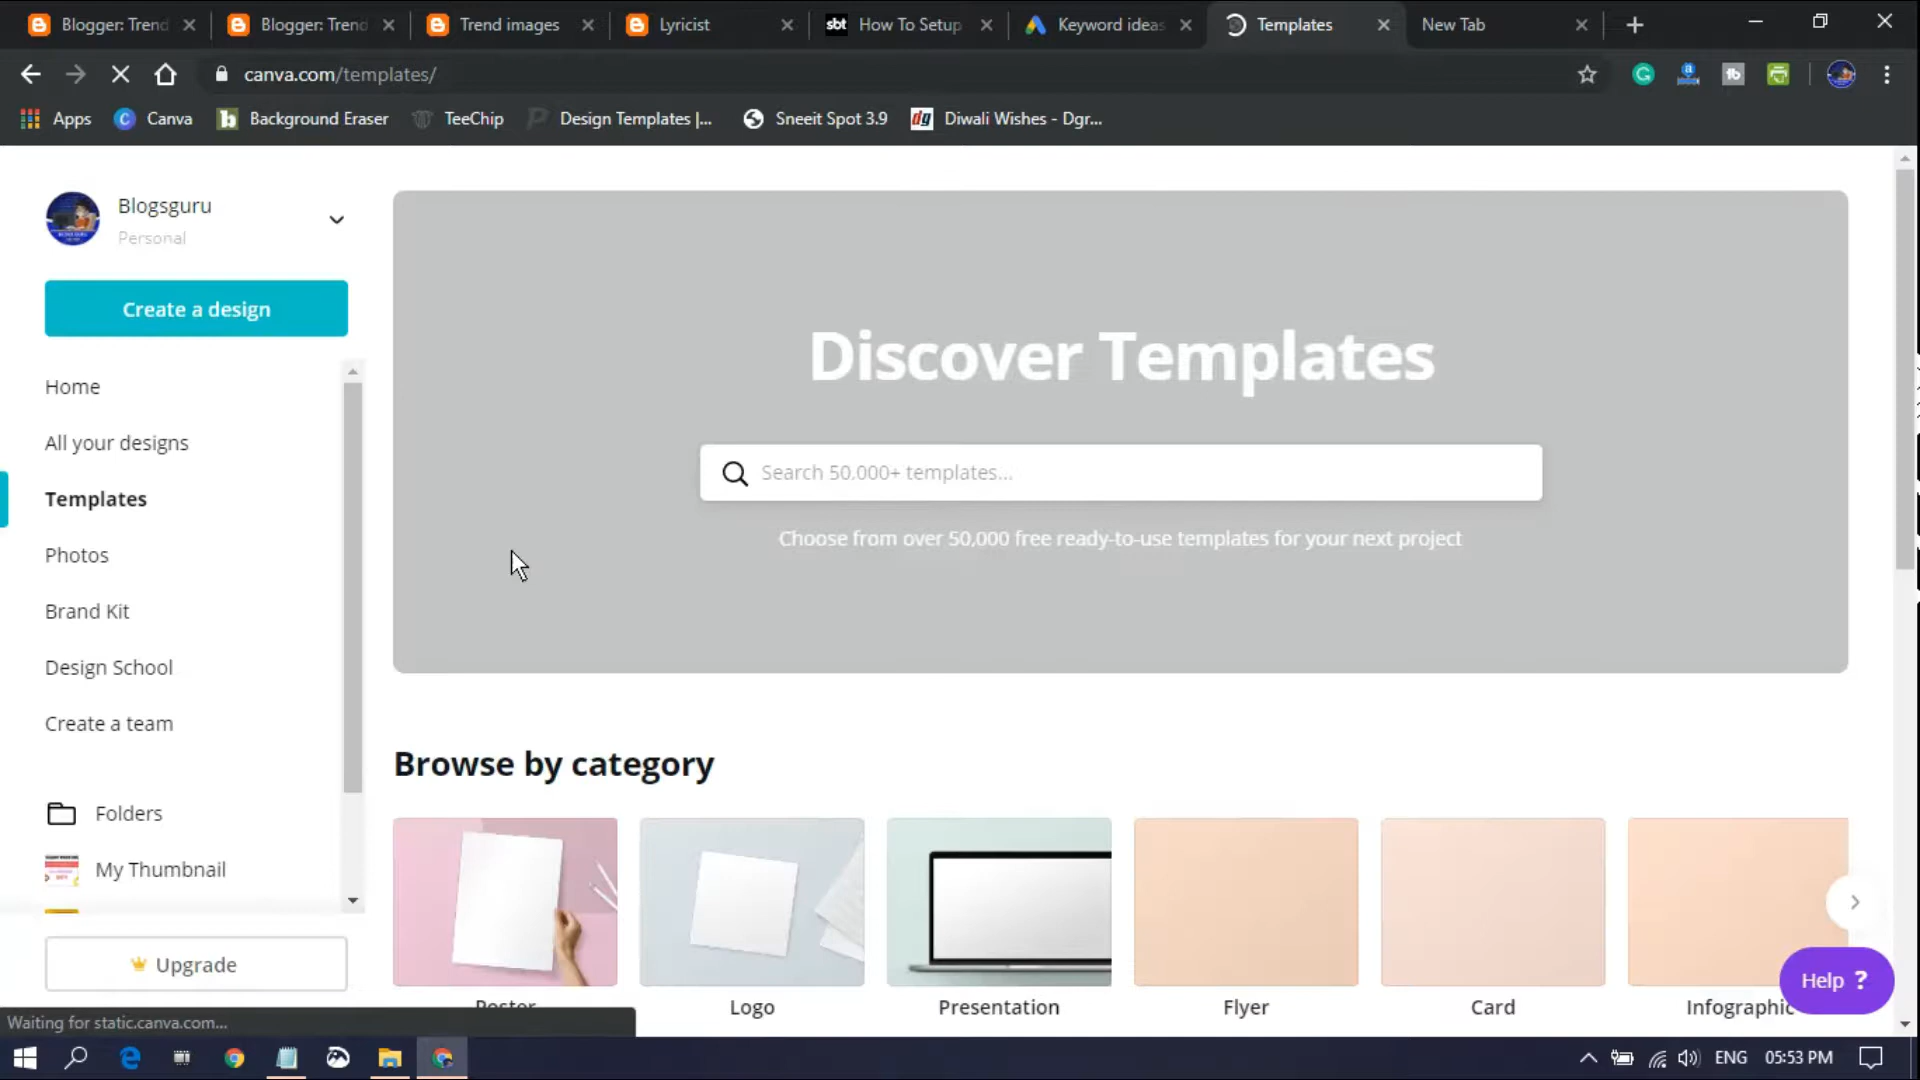 Blogger: Trend
Blogger: Trend
Trend images
Lyricist
sbt How To Setup
Keyword ideas
Templates
New Tab
canva.com/templates/
Apps
Canva
b Background Eraser
TeeChip
Design Templates |...
Sneeit Spot 3.9
dg Diwali Wishes - Dgr...
Blogsguru
Personal
Create a design
Home
All your designs
Templates
Photos
Brand Kit
Design School
Create a team
Folders
My Thumbnail
Upgrade
Discover Templates
Search 50,000+ templates...
Choose from over 50,000 free ready-to-use templates for your next project
Browse by category
Poster
Logo
Presentation
Flyer
Card
Infographic
Help ?
Waiting for static.canva.com...
ENG
05:53 PM